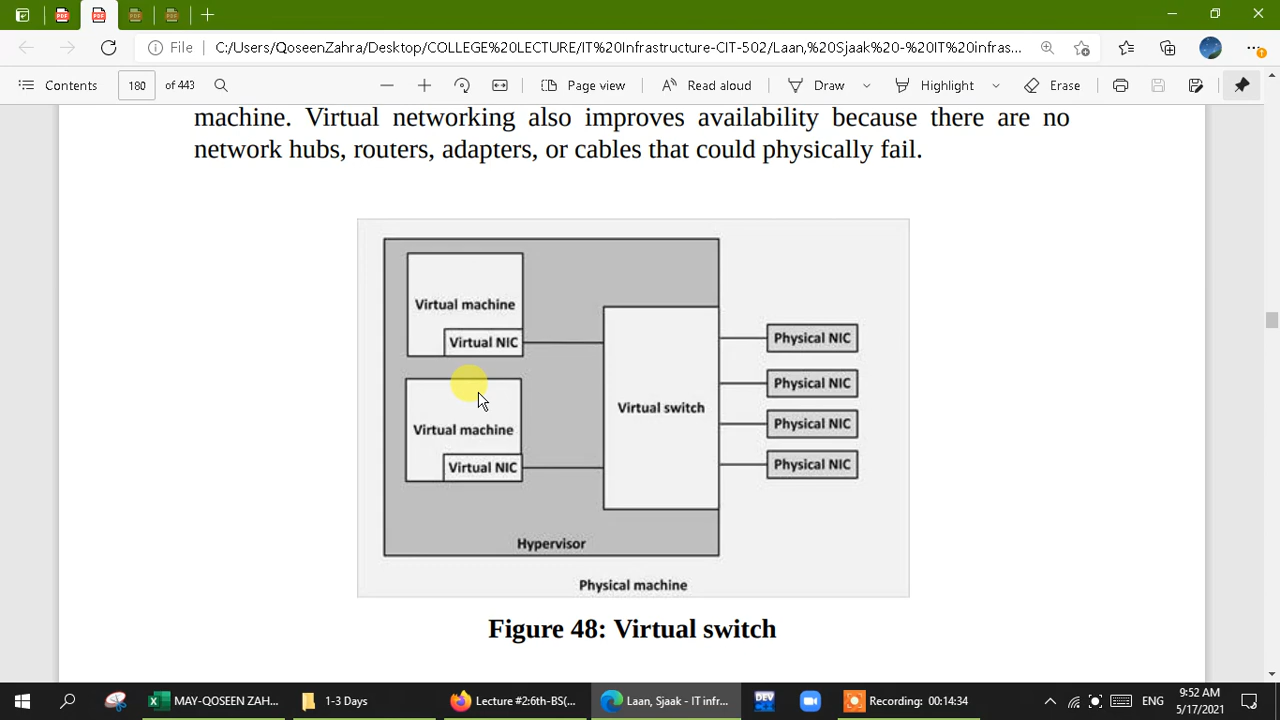 File
C:/Users/QoseenZahra/Desktop/COLLEGE%20LECTURE/IT%20Infrastructure-CIT-502/Laan,%20Sjaak%20-%20IT%20infras...
Contents
180
of 443
Page view
Read aloud
Draw
Highlight
Erase
machine. Virtual networking also improves availability because there are no
network hubs, routers, adapters, or cables that could physically fail.
Virtual machine
Virtual NIC
Virtual machine
Virtual NIC
Virtual switch
Physical NIC
Physical NIC
Physical NIC
Physical NIC
Hypervisor
Physical machine
Figure 48: Virtual switch
MAY-QOSEEN ZAH...
1-3 Days
Lecture #2:6th-BS(...
Laan, Sjaak - IT infra...
DEV
Recording: 00:14:34
ENG
9:52 AM
5/17/2021